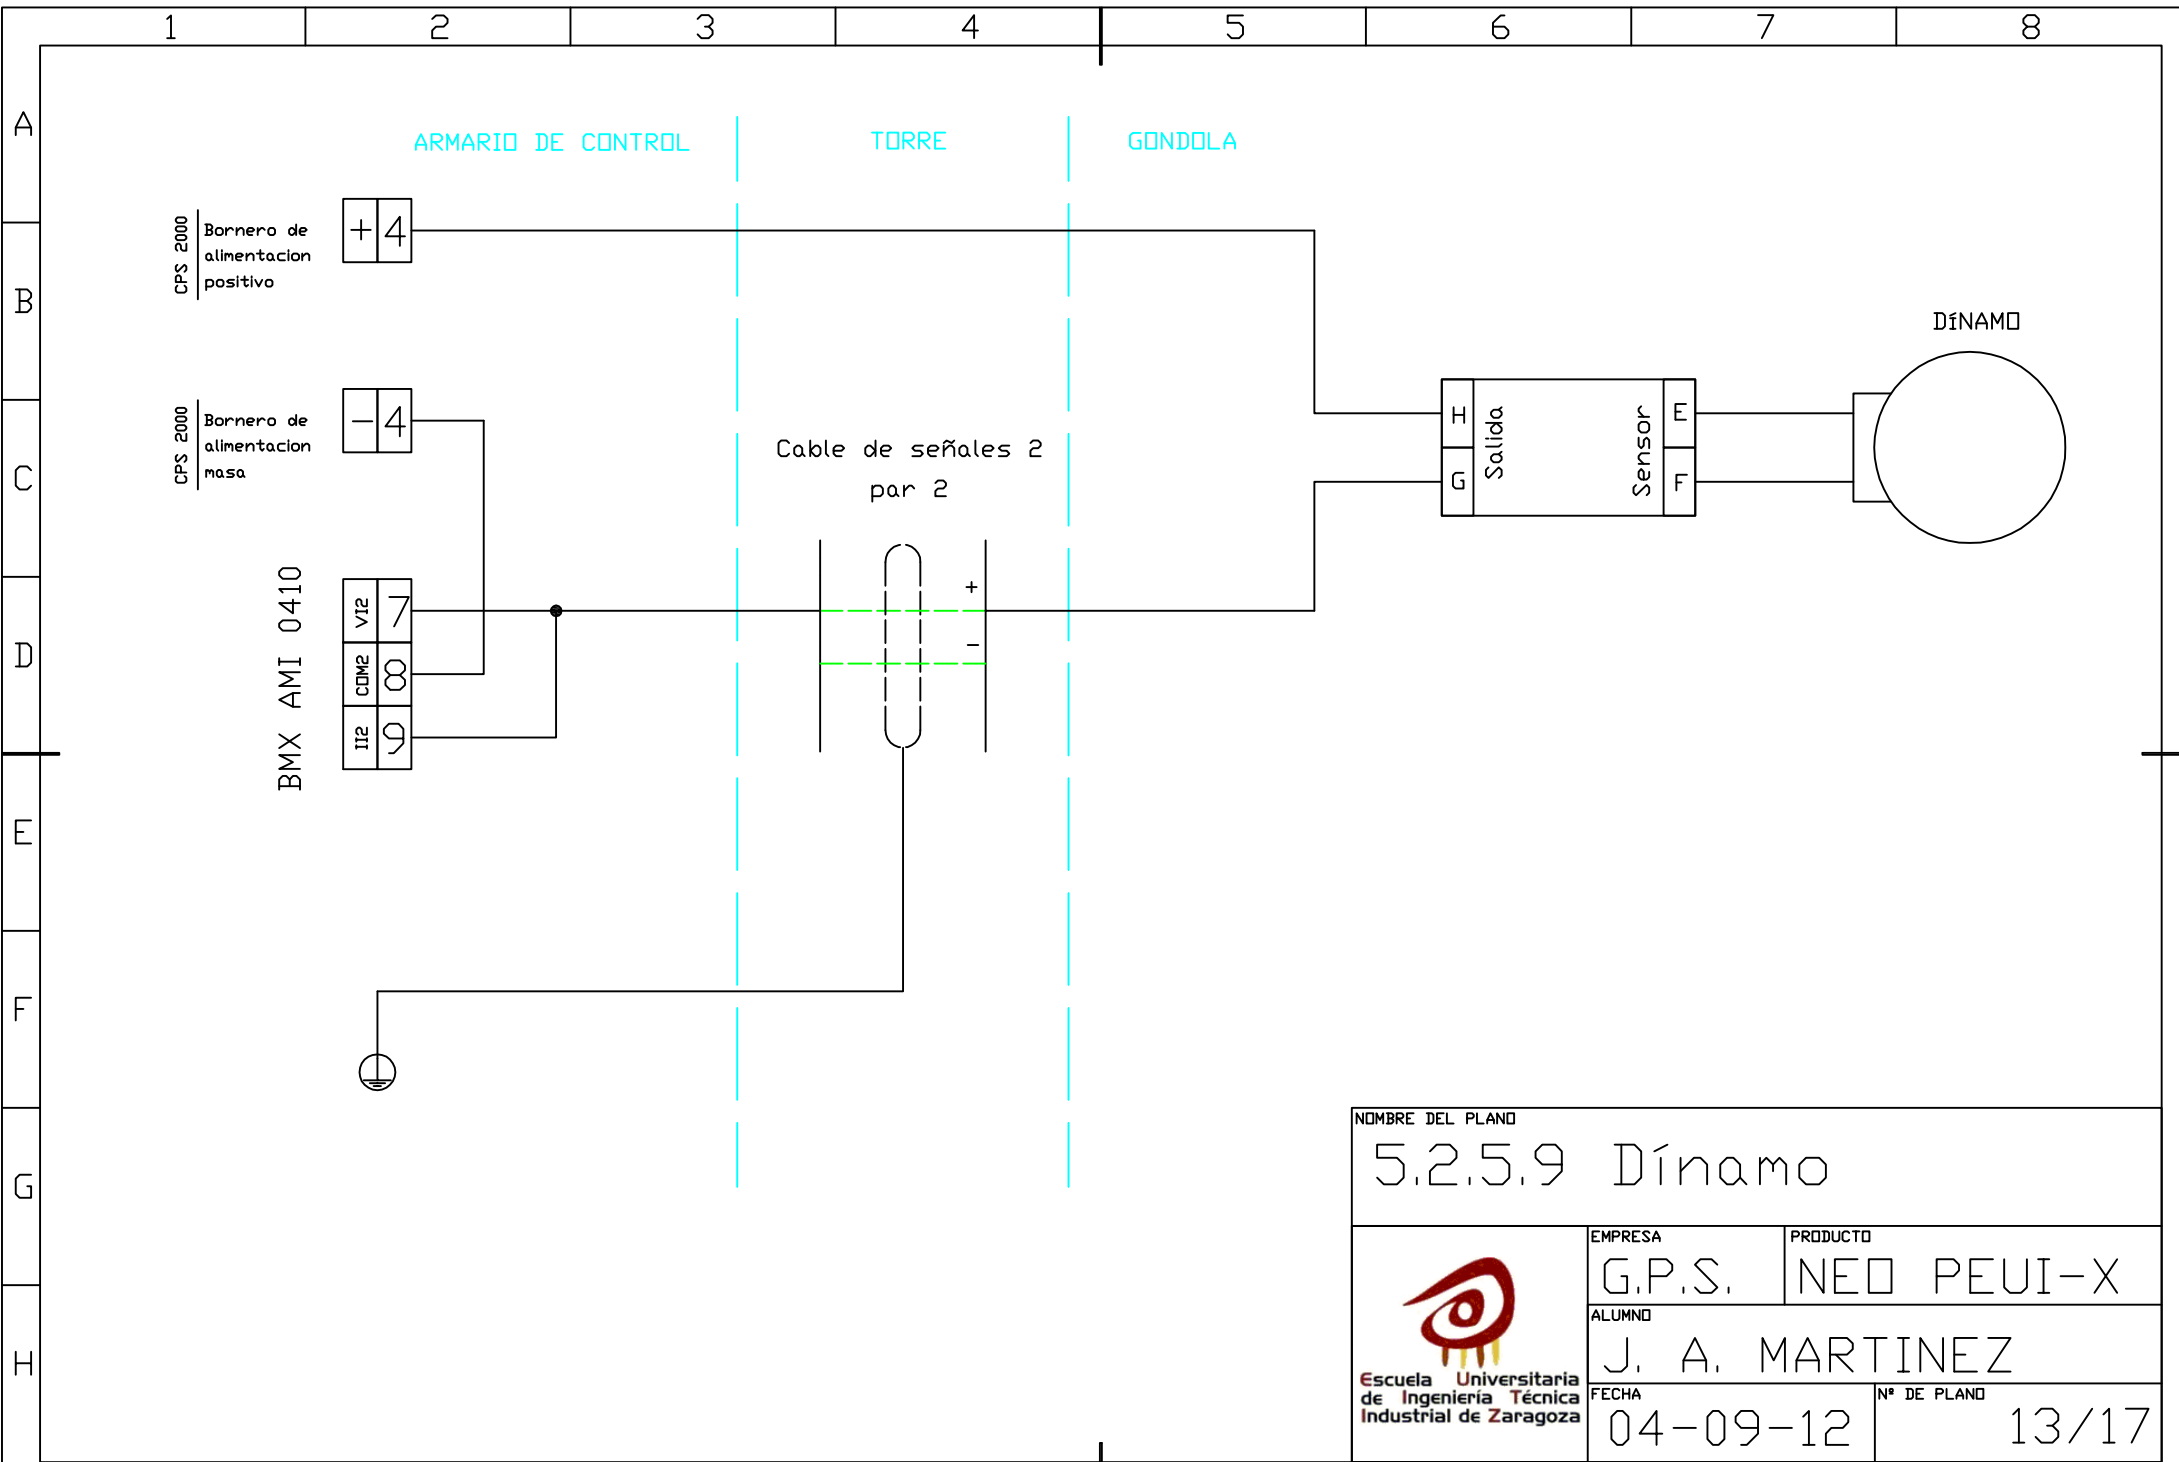 1 2 3 4 5 6 7 8
A
B
C
D
E
F
G
H
ARMARIO DE CONTROL
TORRE
GONDOLA
CPS 2000
Bornero de
alimentacion
positivo
+ 4
CPS 2000
Bornero de
alimentacion
masa
- 4
BMX AMI 0410
VI2 7
COM2 8
II2 9
Cable de señales 2
par 2
+
-
H
G
Salida
Sensor
E
F
DíNAMO
NOMBRE DEL PLANO
5.2.5.9 Dínamo
EMPRESA
G.P.S.
PRODUCTO
NEO PEUI-X
ALUMNO
J. A. MARTINEZ
FECHA
04-09-12
Nº DE PLANO
13/17
Escuela Universitaria
de Ingeniería Técnica
Industrial de Zaragoza